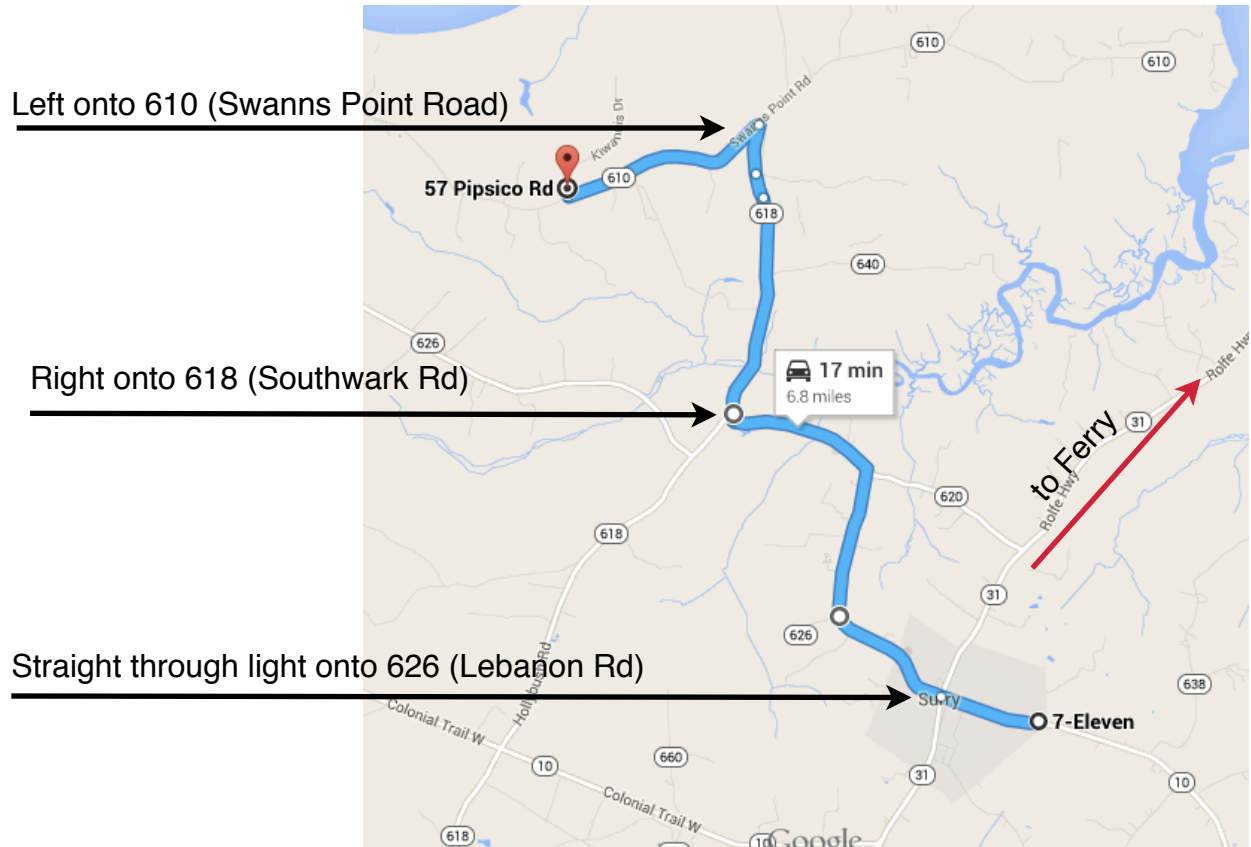 610
610
Left onto 610 (Swanns Point Road)
Swanns Point Rd
Kiwannis Dr
57 Pipsico Rd
610
618
640
626
Rolfe Hwy
17 min
6.8 miles
Right onto 618 (Southwark Rd)
31
to Ferry
Rolfe Hwy
620
618
31
626
Straight through light onto 626 (Lebanon Rd)
Hollybush Rd
638
Surry
7-Eleven
Colonial Trail W
660
10
31
10
Colonial Trail W
618
10
Google